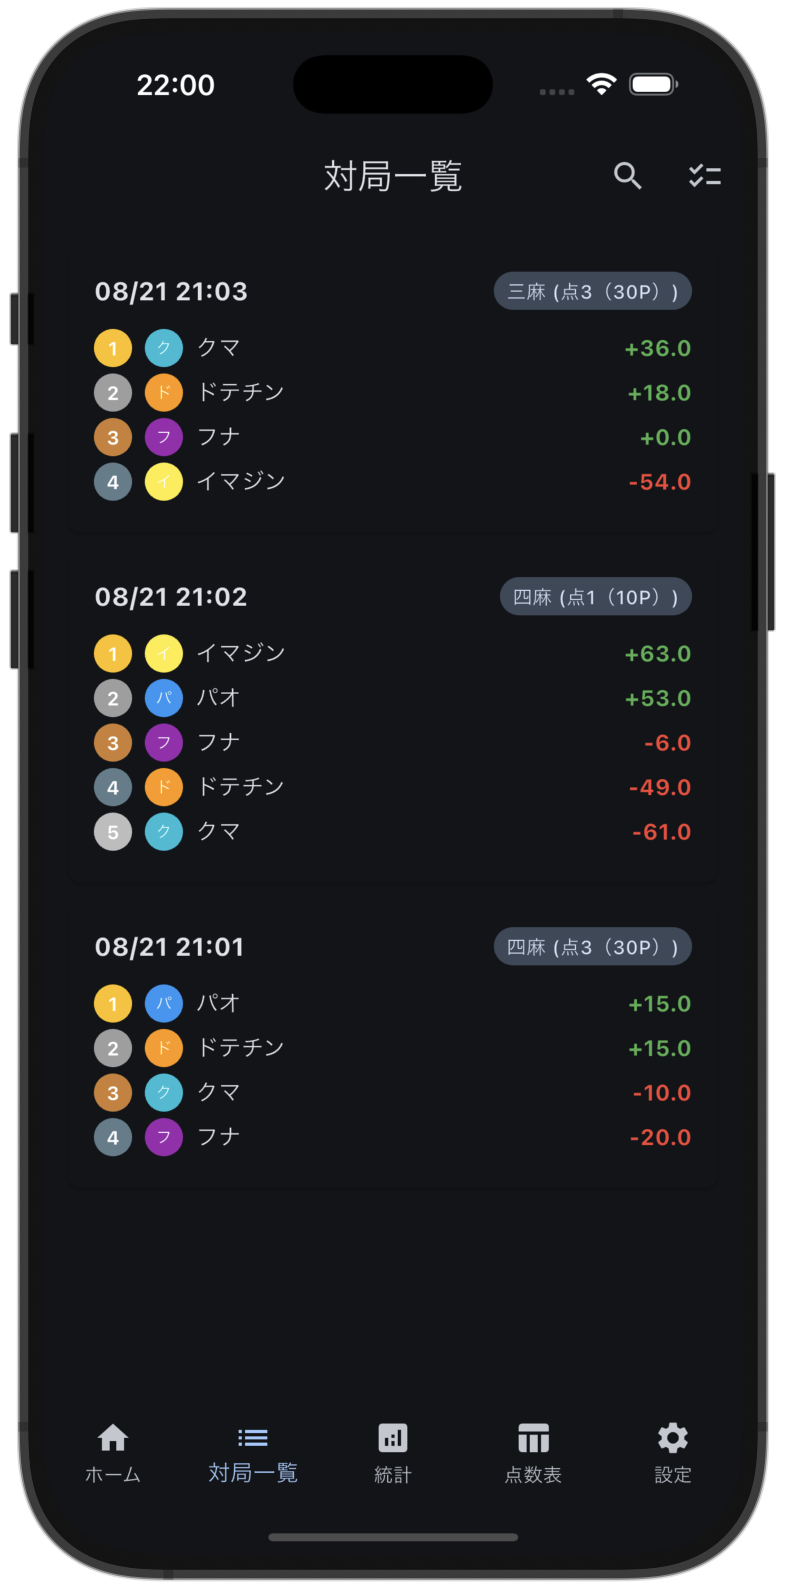 22:00
対局一覧
08/21 21:03 三麻 (点3（30P）)
1 ク クマ +36.0
2 ド ドテチン +18.0
3 フ フナ +0.0
4 イ イマジン -54.0
08/21 21:02 四麻 (点1（10P）)
1 イ イマジン +63.0
2 パ パオ +53.0
3 フ フナ -6.0
4 ド ドテチン -49.0
5 ク クマ -61.0
08/21 21:01 四麻 (点3（30P）)
1 パ パオ +15.0
2 ド ドテチン +15.0
3 ク クマ -10.0
4 フ フナ -20.0
ホーム 対局一覧 統計 点数表 設定